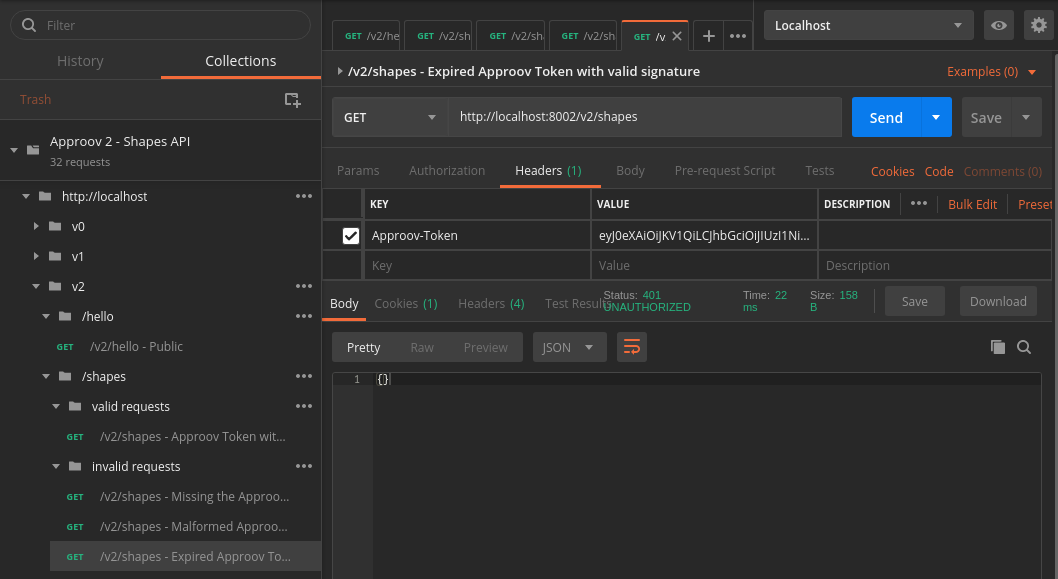 Filter
History Collections
Trash
Approov 2 - Shapes API
32 requests
http://localhost
v0
v1
v2
/hello
GET /v2/hello - Public
/shapes
valid requests
GET /v2/shapes - Approov Token wit...
invalid requests
GET /v2/shapes - Missing the Approo...
GET /v2/shapes - Malformed Approo...
GET /v2/shapes - Expired Approov To...
GET /v2/he GET /v2/sh GET /v2/sh GET /v2/sh GET /v
Localhost
/v2/shapes - Expired Approov Token with valid signature
Examples (0)
GET http://localhost:8002/v2/shapes
Send Save
Params Authorization Headers (1) Body Pre-request Script Tests Cookies Code Comments (0)
KEY VALUE DESCRIPTION ••• Bulk Edit Preset
Approov-Token eyJ0eXAiOiJKV1QiLCJhbGciOiJIUzI1Ni...
Key Value Description
Body Cookies (1) Headers (4) Test Results
Status: 401 UNAUTHORIZED
Time: 22 ms
Size: 158 B
Save Download
Pretty Raw Preview JSON
1 {}